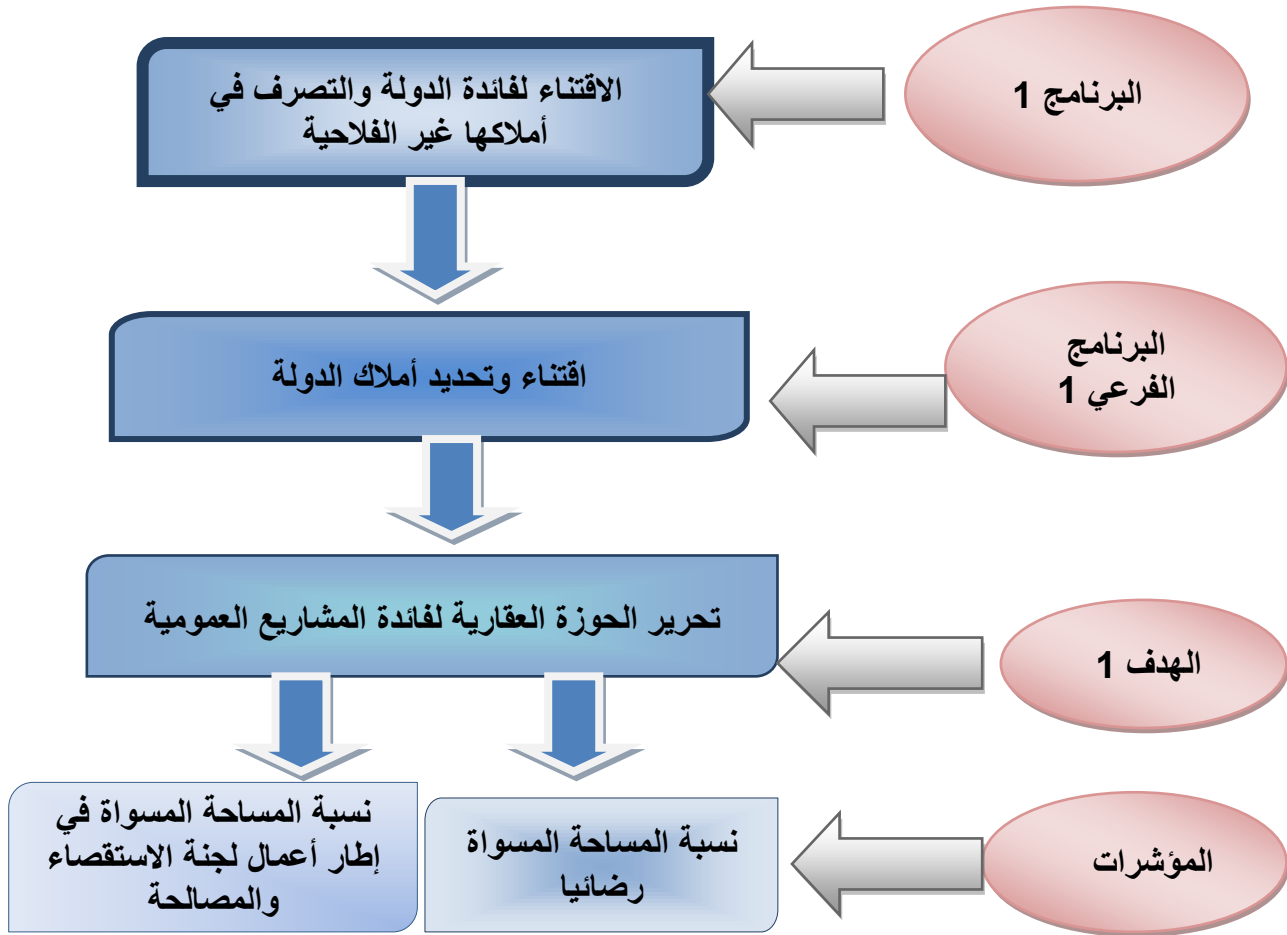 البرنامج 1
الاقتناء لفائدة الدولة والتصرف في
أملاكها غير الفلاحية
البرنامج
الفرعي 1
اقتناء وتحديد أملاك الدولة
الهدف 1
تحرير الحوزة العقارية لفائدة المشاريع العمومية
المؤشرات
نسبة المساحة المسواة
رضائيا
نسبة المساحة المسواة في
إطار أعمال لجنة الاستقصاء
والمصالحة